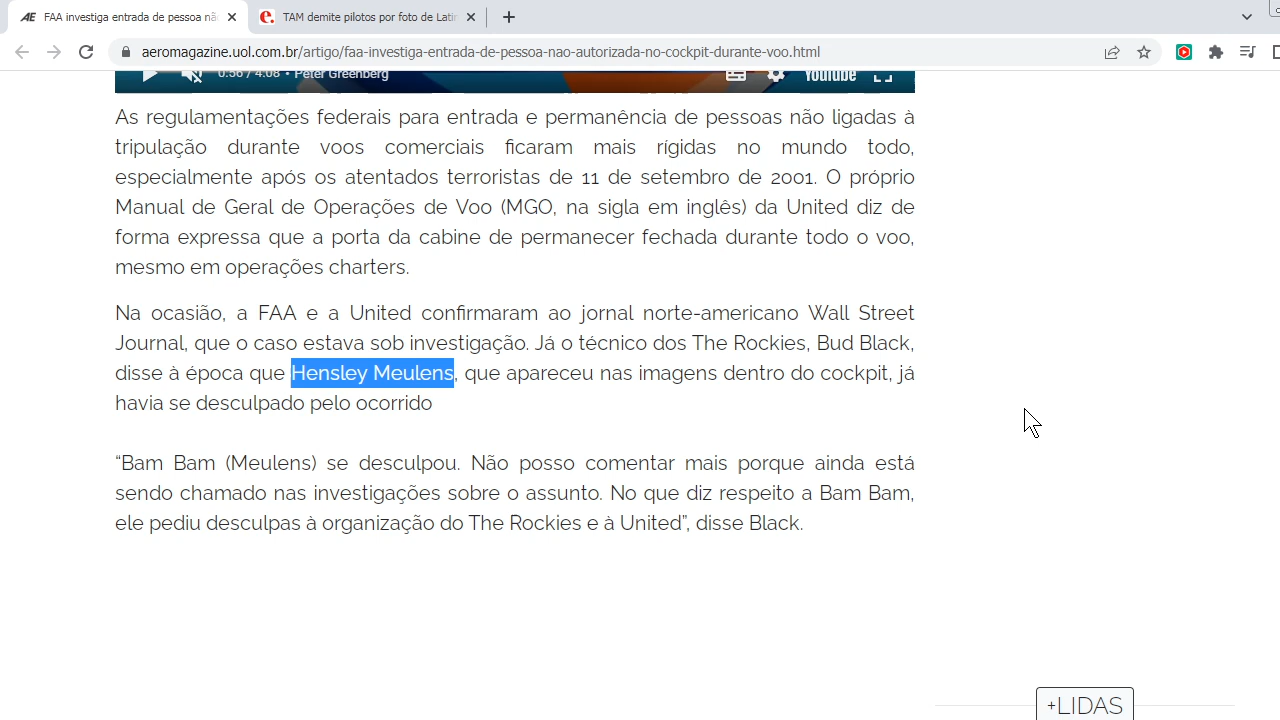 AE FAA investiga entrada de pessoa nã
e. TAM demite pilotos por foto de Latin
aeromagazine.uol.com.br/artigo/faa-investiga-entrada-de-pessoa-nao-autorizada-no-cockpit-durante-voo.html
0:56 / 4:08 • Peter Greenberg
YouTube
As regulamentações federais para entrada e permanência de pessoas não ligadas à
tripulação durante voos comerciais ficaram mais rígidas no mundo todo,
especialmente após os atentados terroristas de 11 de setembro de 2001. O próprio
Manual de Geral de Operações de Voo (MGO, na sigla em inglês) da United diz de
forma expressa que a porta da cabine de permanecer fechada durante todo o voo,
mesmo em operações charters.
Na ocasião, a FAA e a United confirmaram ao jornal norte-americano Wall Street
Journal, que o caso estava sob investigação. Já o técnico dos The Rockies, Bud Black,
disse à época que Hensley Meulens, que apareceu nas imagens dentro do cockpit, já
havia se desculpado pelo ocorrido
“Bam Bam (Meulens) se desculpou. Não posso comentar mais porque ainda está
sendo chamado nas investigações sobre o assunto. No que diz respeito a Bam Bam,
ele pediu desculpas à organização do The Rockies e à United”, disse Black.
+LIDAS